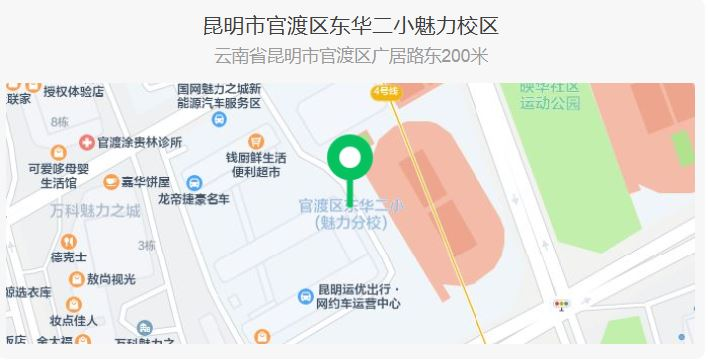 昆明市官渡区东华二小魅力校区
云南省昆明市官渡区广居路东200米
联家
授权体验店
国网魅力之城新
能源汽车服务区
4号线
映华社区
运动公园
8栋
官渡涂贵林诊所
可爱哆母婴
生活馆
钱厨鲜生活
便利超市
嘉华饼屋
龙帝捷豪名车
万科魅力之城
官渡区东华二小
(魅力分校)
3栋
德克士
敖尚视光
昆明运优出行·
网约车运营中心
鲸选衣库
妆点佳人
饭店
金大福
万科魅力之